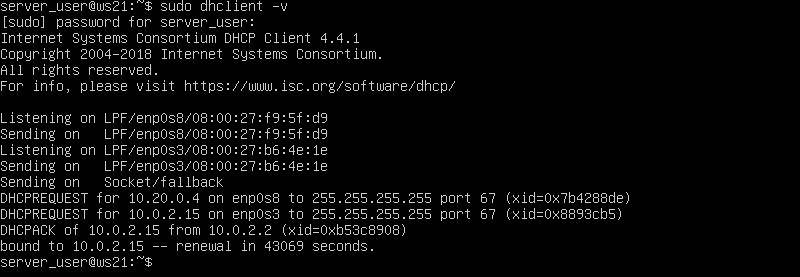 server_user@ws21:~$ sudo dhclient -v
[sudo] password for server_user:
Internet Systems Consortium DHCP Client 4.4.1
Copyright 2004-2018 Internet Systems Consortium.
All rights reserved.
For info, please visit https://www.isc.org/software/dhcp/

Listening on LPF/enp0s8/08:00:27:f9:5f:d9
Sending on   LPF/enp0s8/08:00:27:f9:5f:d9
Listening on LPF/enp0s3/08:00:27:b6:4e:1e
Sending on   LPF/enp0s3/08:00:27:b6:4e:1e
Sending on   Socket/fallback
DHCPREQUEST for 10.20.0.4 on enp0s8 to 255.255.255.255 port 67 (xid=0x7b4288de)
DHCPREQUEST for 10.0.2.15 on enp0s3 to 255.255.255.255 port 67 (xid=0x8893cb5)
DHCPACK of 10.0.2.15 from 10.0.2.2 (xid=0xb53c8908)
bound to 10.0.2.15 -- renewal in 43069 seconds.
server_user@ws21:~$